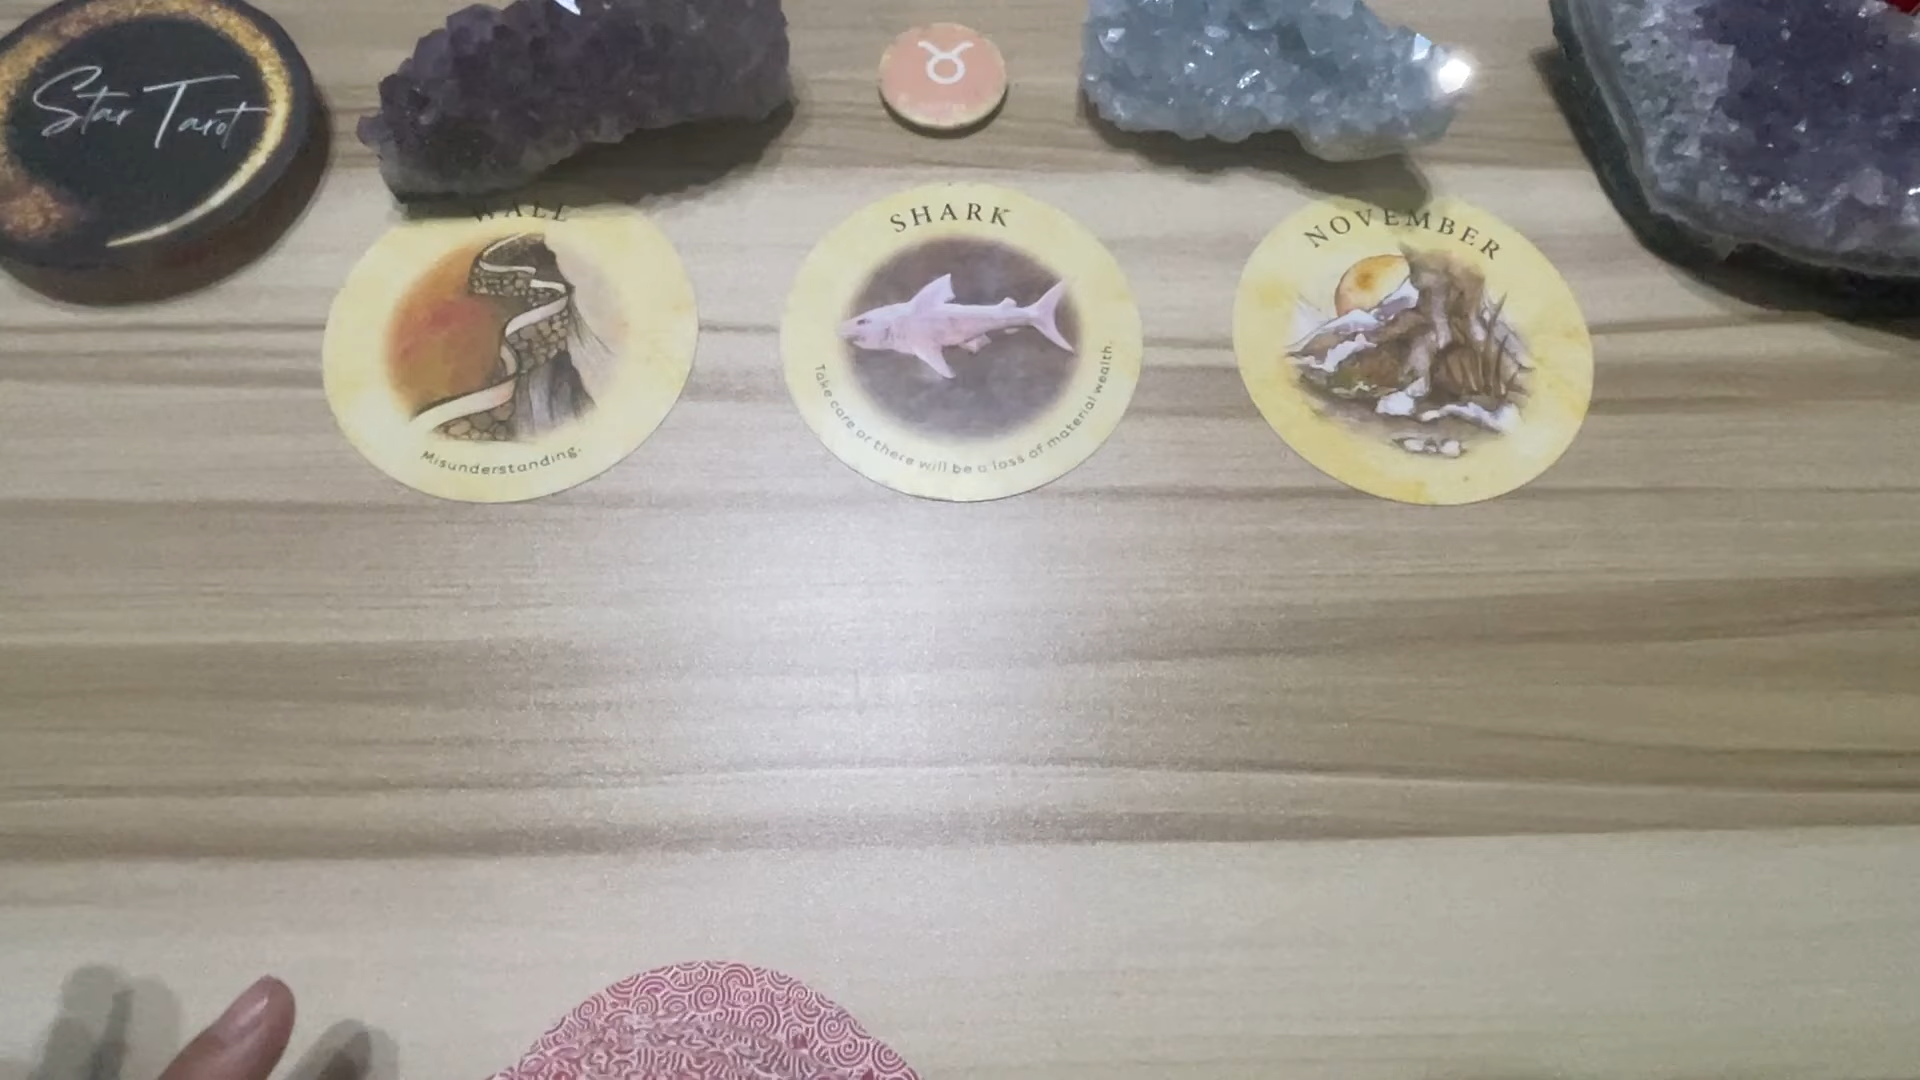 Star Tarot
WALL
Misunderstanding.
SHARK
Take care or there will be a loss of material wealth.
NOVEMBER